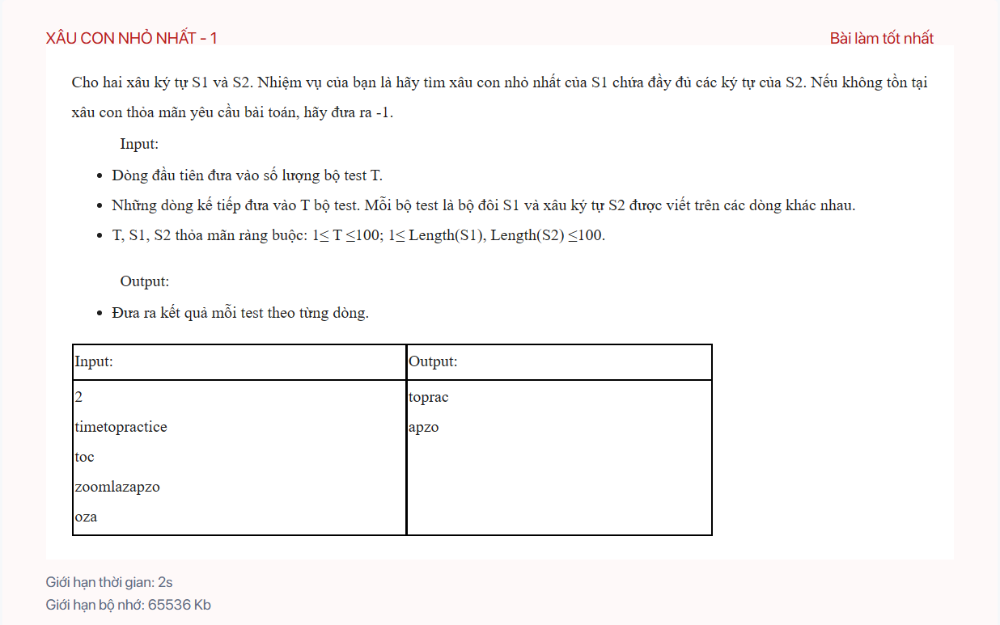 XÂU CON NHỎ NHẤT - 1
Bài làm tốt nhất
Cho hai xâu ký tự S1 và S2. Nhiệm vụ của bạn là hãy tìm xâu con nhỏ nhất của S1 chứa đầy đủ các ký tự của S2. Nếu không tồn tại
xâu con thỏa mãn yêu cầu bài toán, hãy đưa ra -1.
Input:
• Dòng đầu tiên đưa vào số lượng bộ test T.
• Những dòng kế tiếp đưa vào T bộ test. Mỗi bộ test là bộ đôi S1 và xâu ký tự S2 được viết trên các dòng khác nhau.
• T, S1, S2 thỏa mãn ràng buộc: 1≤ T ≤100; 1≤ Length(S1), Length(S2) ≤100.
Output:
• Đưa ra kết quả mỗi test theo từng dòng.
Input:
Output:
2
timetopractice
toc
zoomlazapzo
oza
toprac
apzo
Giới hạn thời gian: 2s
Giới hạn bộ nhớ: 65536 Kb